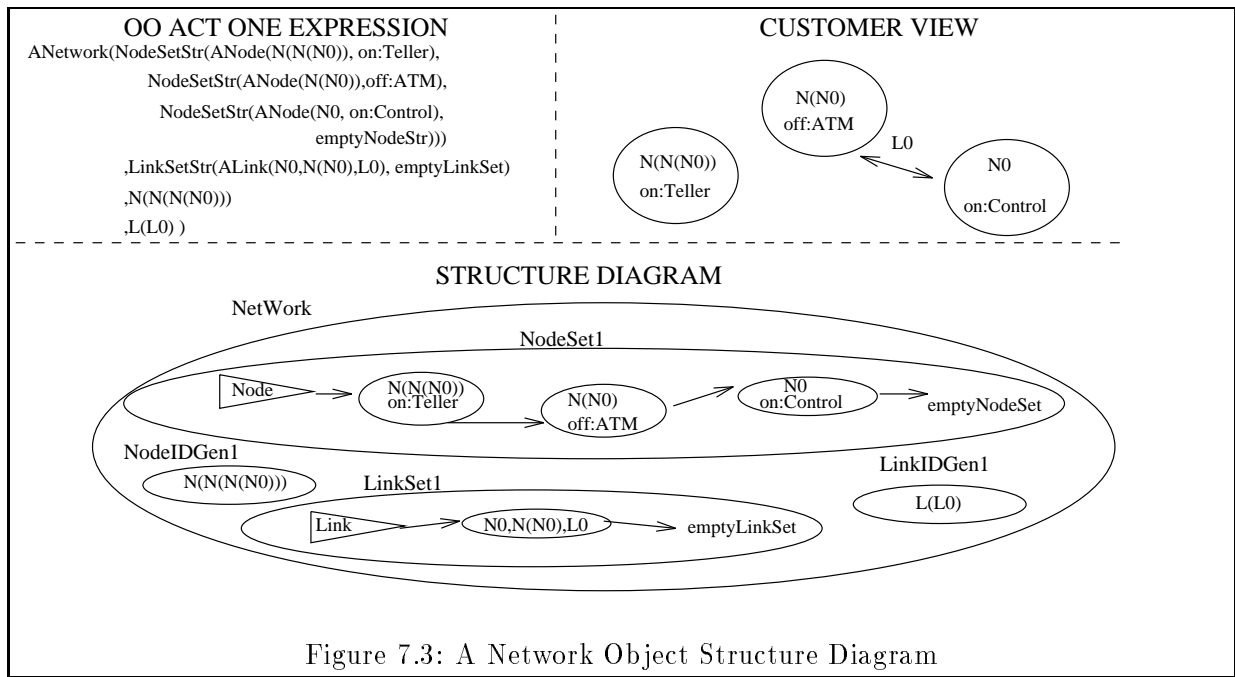 OO ACT ONE EXPRESSION
ANetwork(NodeSetStr(ANode(N(N(N0)), on:Teller),
NodeSetStr(ANode(N(N0)),off:ATM),
NodeSetStr(ANode(N0, on:Control),
emptyNodeStr)))
,LinkSetStr(ALink(N0,N(N0),L0), emptyLinkSet)
,N(N(N(N0)))
,L(L0) )
CUSTOMER VIEW
N(N0)
off:ATM
L0
N(N(N0))
on:Teller
N0
on:Control
STRUCTURE DIAGRAM
NetWork
NodeSet1
Node
N(N(N0))
on:Teller
N(N0)
off:ATM
N0
on:Control
emptyNodeSet
NodeIDGen1
N(N(N(N0)))
LinkSet1
Link
N0,N(N0),L0
emptyLinkSet
LinkIDGen1
L(L0)
Figure 7.3: A Network Object Structure Diagram